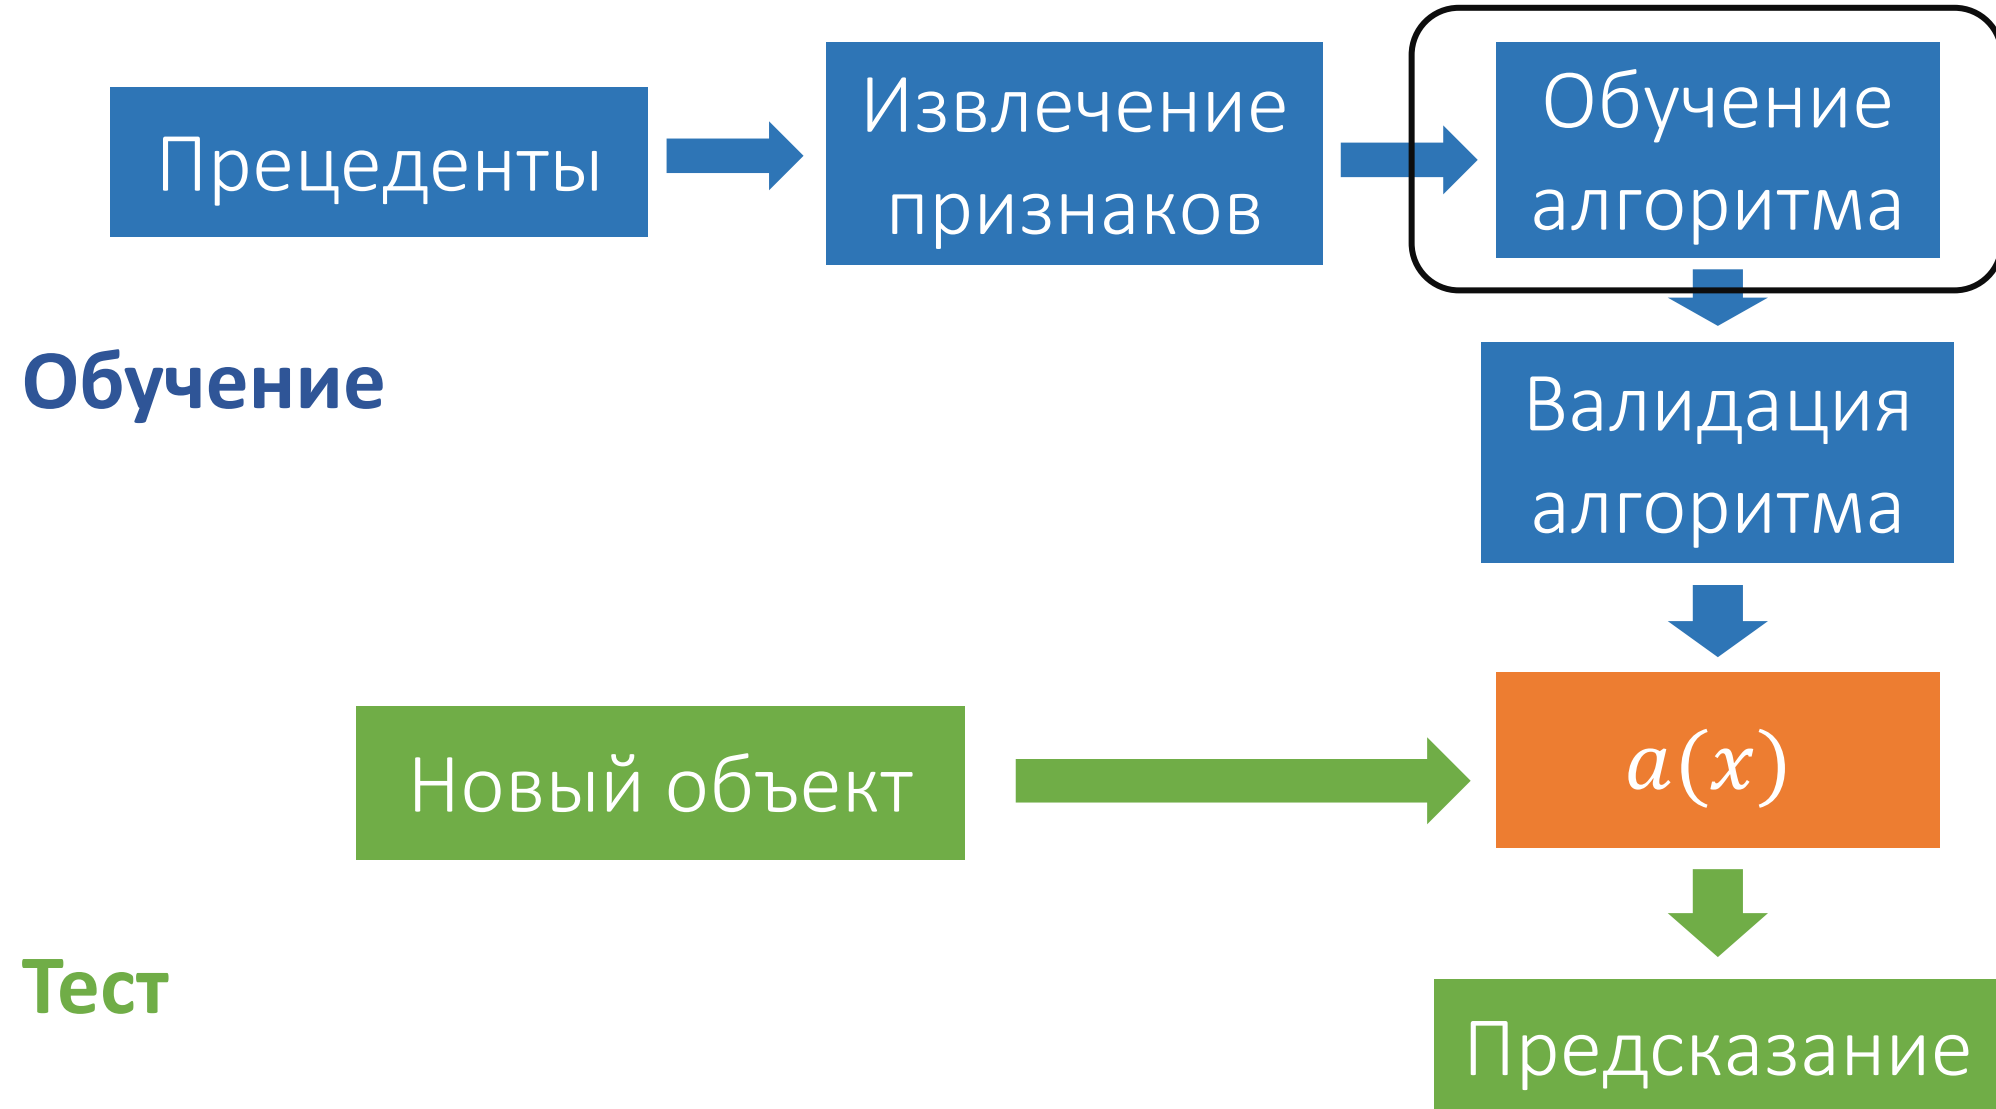 Прецеденты
Извлечение
признаков
Обучение
алгоритма
Обучение
Валидация
алгоритма
Новый объект
a(x)
Тест
Предсказание